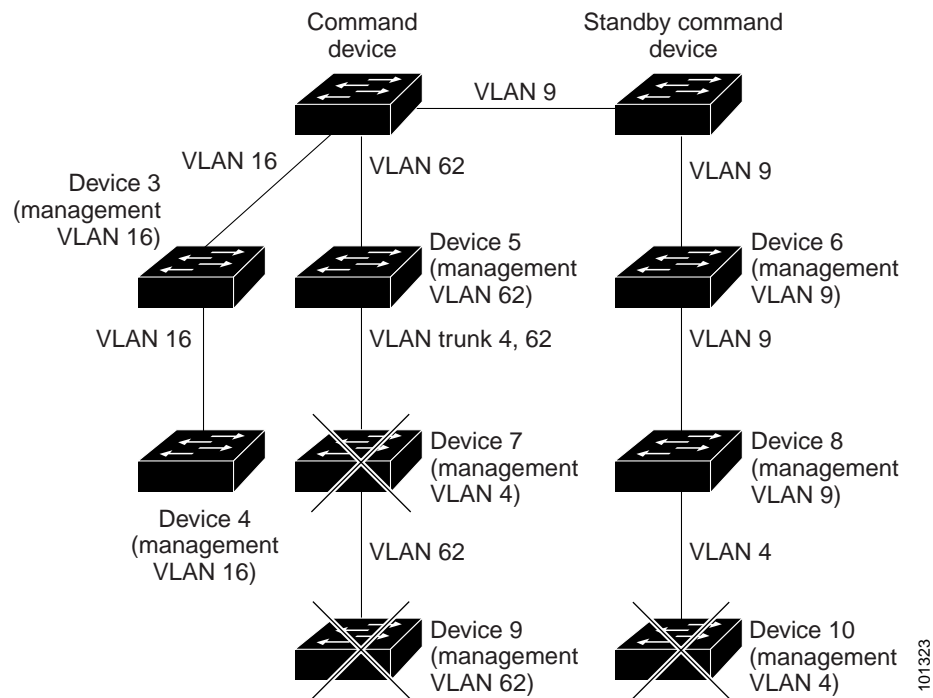 Command
device
Standby command
device
VLAN 9
VLAN 16
VLAN 62
VLAN 9
Device 3
(management
VLAN 16)
Device 5
(management
VLAN 62)
Device 6
(management
VLAN 9)
VLAN 16
VLAN trunk 4, 62
VLAN 9
Device 4
(management
VLAN 16)
Device 7
(management
VLAN 4)
Device 8
(management
VLAN 9)
VLAN 62
VLAN 4
Device 9
(management
VLAN 62)
Device 10
(management
VLAN 4)
101323